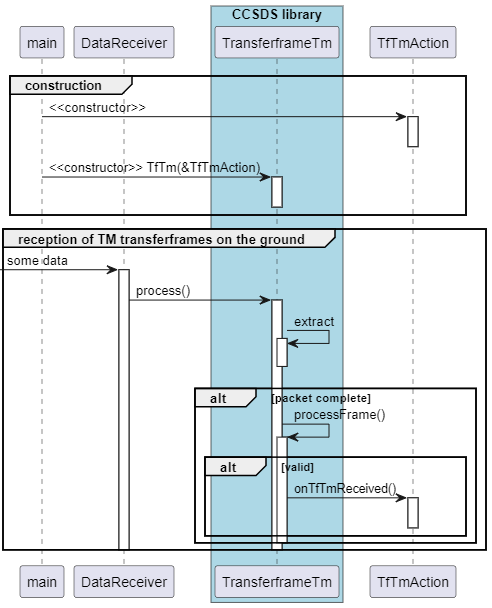 CCSDS library
main
DataReceiver
TransferframeTm
TfTmAction
construction
<<constructor>>
<<constructor>> TfTm(&TfTmAction)
reception of TM transferframes on the ground
some data
process()
extract
alt
[packet complete]
processFrame()
alt
[valid]
onTfTmReceived()
main
DataReceiver
TransferframeTm
TfTmAction